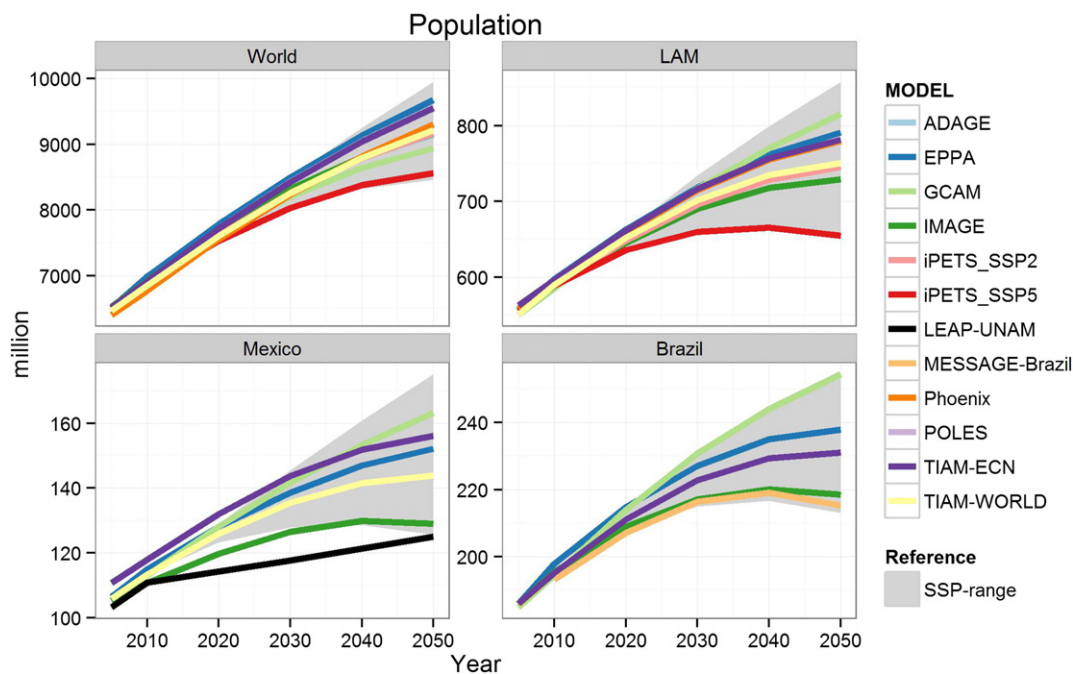 Population
World
LAM
10000
9000
8000
7000
800
700
600
Mexico
Brazil
160
140
120
100
240
220
200
2010 2020 2030 2040 2050
2010 2020 2030 2040 2050
million
Year
MODEL
ADAGE
EPPA
GCAM
IMAGE
iPETS_SSP2
iPETS_SSP5
LEAP-UNAM
MESSAGE-Brazil
Phoenix
POLES
TIAM-ECN
TIAM-WORLD
Reference
SSP-range